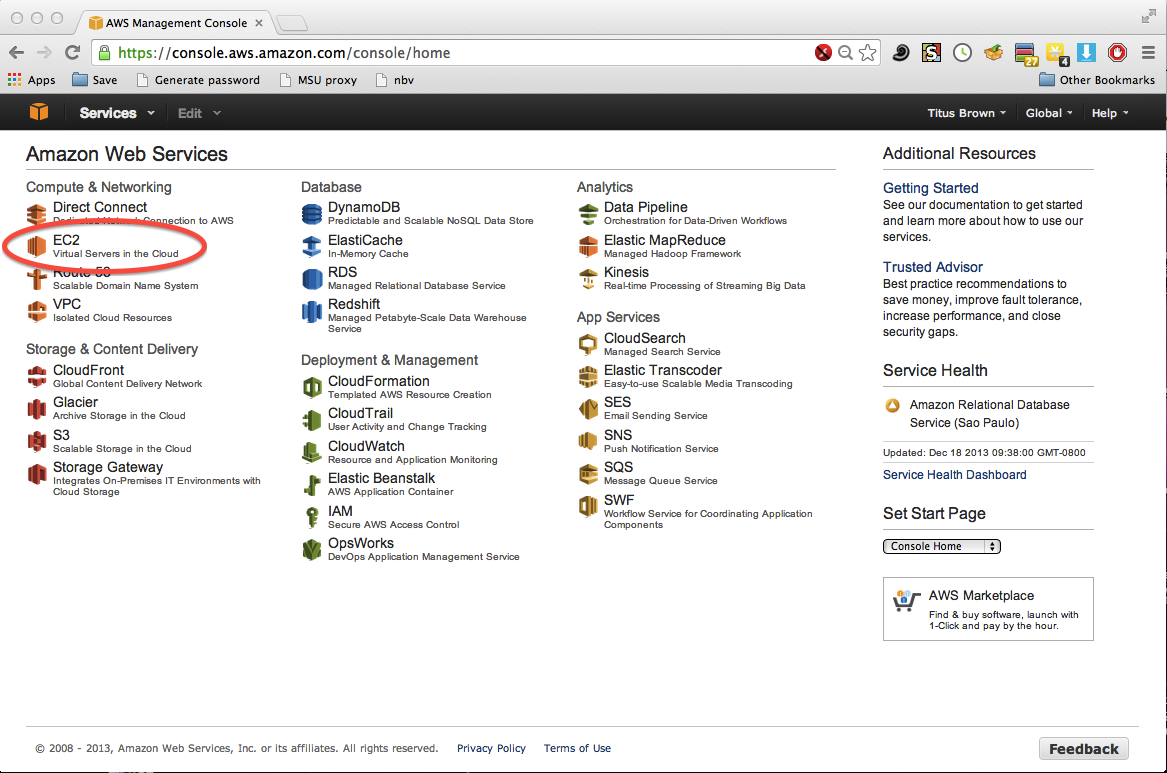 AWS Management Console
https://console.aws.amazon.com/console/home
27
4
Apps
Save
Generate password
MSU proxy
nbv
Other Bookmarks
Services
Edit
Titus Brown
Global
Help
Amazon Web Services
Compute & Networking
Direct Connect
Dedicated Network Connection to AWS
EC2
Virtual Servers in the Cloud
Route 53
Scalable Domain Name System
VPC
Isolated Cloud Resources
Storage & Content Delivery
CloudFront
Global Content Delivery Network
Glacier
Archive Storage in the Cloud
S3
Scalable Storage in the Cloud
Storage Gateway
Integrates On-Premises IT Environments with
Cloud Storage
Database
DynamoDB
Predictable and Scalable NoSQL Data Store
ElastiCache
In-Memory Cache
RDS
Managed Relational Database Service
Redshift
Managed Petabyte-Scale Data Warehouse
Service
Deployment & Management
CloudFormation
Templated AWS Resource Creation
CloudTrail
User Activity and Change Tracking
CloudWatch
Resource and Application Monitoring
Elastic Beanstalk
AWS Application Container
IAM
Secure AWS Access Control
OpsWorks
DevOps Application Management Service
Analytics
Data Pipeline
Orchestration for Data-Driven Workflows
Elastic MapReduce
Managed Hadoop Framework
Kinesis
Real-time Processing of Streaming Big Data
App Services
CloudSearch
Managed Search Service
Elastic Transcoder
Easy-to-use Scalable Media Transcoding
SES
Email Sending Service
SNS
Push Notification Service
SQS
Message Queue Service
SWF
Workflow Service for Coordinating Application
Components
Additional Resources
Getting Started
See our documentation to get started
and learn more about how to use our
services.
Trusted Advisor
Best practice recommendations to
save money, improve fault tolerance,
increase performance, and close
security gaps.
Service Health
Amazon Relational Database
Service (Sao Paulo)
Updated: Dec 18 2013 09:38:00 GMT-0800
Service Health Dashboard
Set Start Page
Console Home
AWS Marketplace
Find & buy software, launch with
1-Click and pay by the hour.
© 2008 - 2013, Amazon Web Services, Inc. or its affiliates. All rights reserved.
Privacy Policy
Terms of Use
Feedback